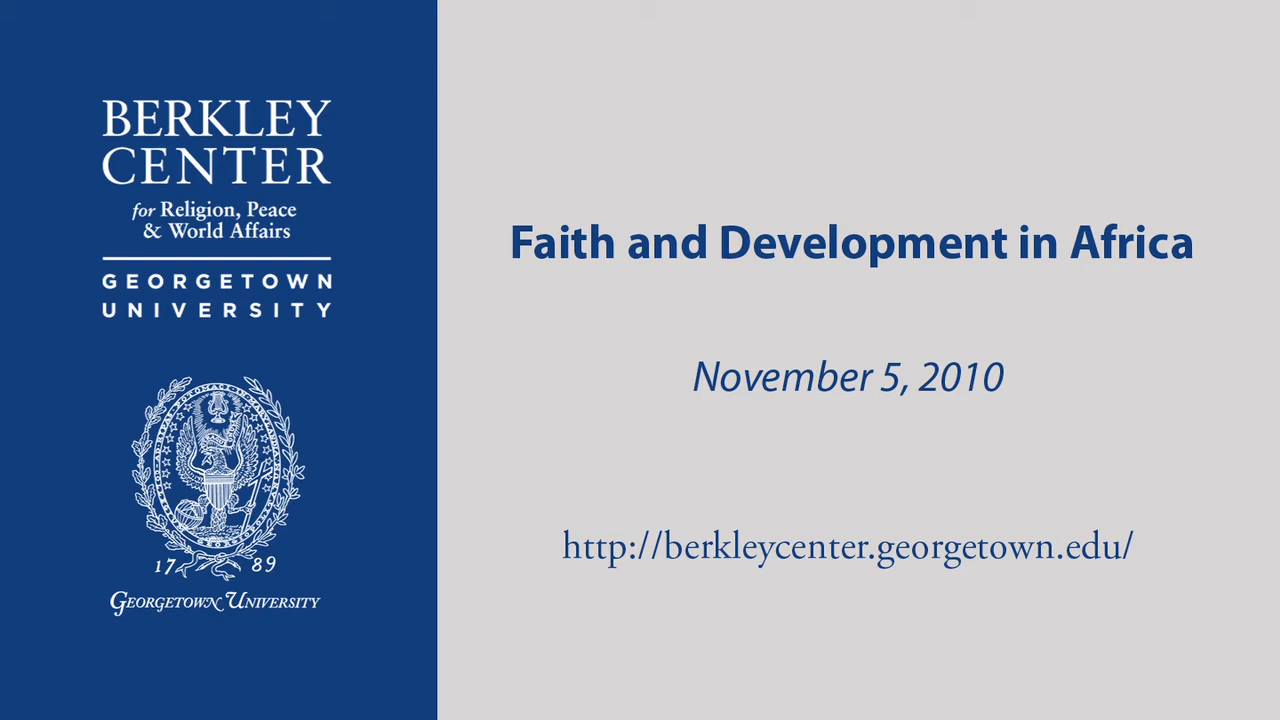 BERKLEY
CENTER
for Religion, Peace
& World Affairs
GEORGETOWN
UNIVERSITY
17 89
GEORGETOWN UNIVERSITY
Faith and Development in Africa
November 5, 2010
http://berkleycenter.georgetown.edu/